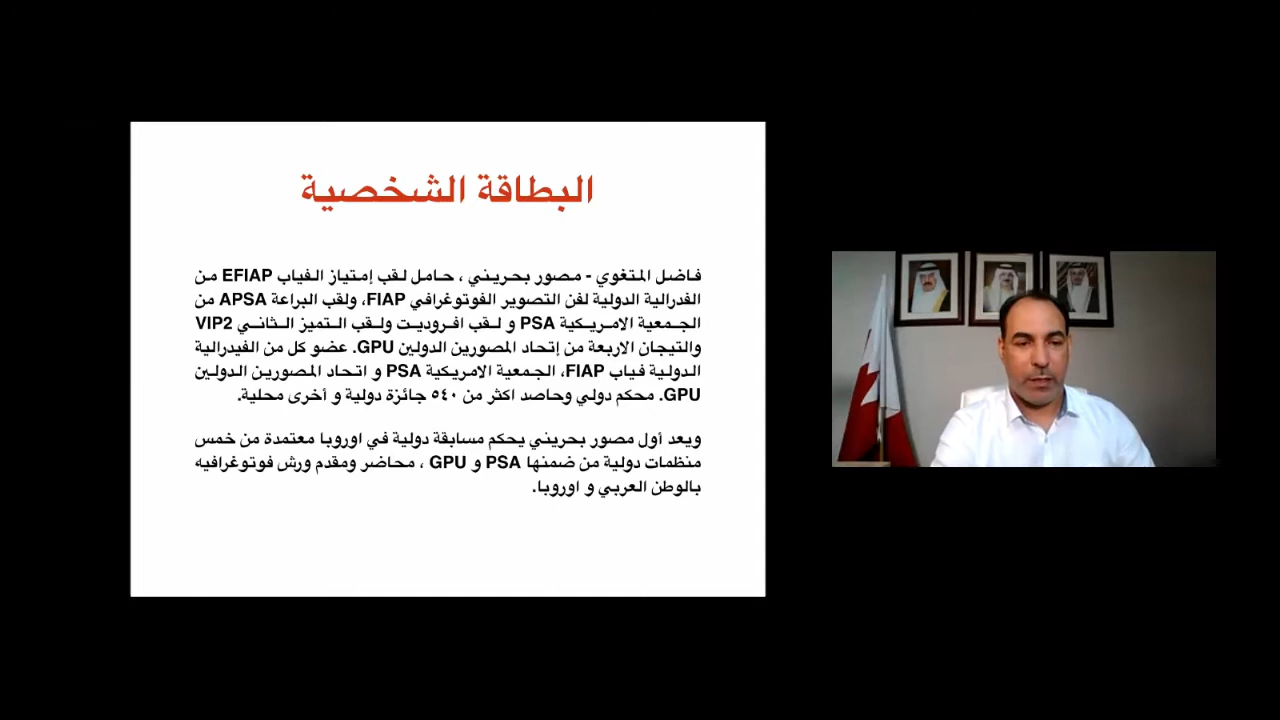 البطاقة الشخصية
فاضل المتغوي - مصور بحريني ، حامل لقب إمتياز الفياب EFIAP من
الفدرالية الدولية لفن التصوير الفوتوغرافي FIAP، ولقب البراعة APSA من
الجمعية الامريكية PSA و لقب افروديت ولقب التميز الثاني VIP2
والتيجان الاربعة من إتحاد المصورين الدولين GPU. عضو كل من الفيدرالية
الدولية فياب FIAP، الجمعية الامريكية PSA و اتحاد المصورين الدولين
GPU. محكم دولي وحاصد اكثر من ٥٤٠ جائزة دولية و أخرى محلية.
ويعد أول مصور بحريني يحكم مسابقة دولية في اوروبا معتمدة من خمس
منظمات دولية من ضمنها PSA و GPU ، محاضر ومقدم ورش فوتوغرافيه
بالوطن العربي و اوروبا.